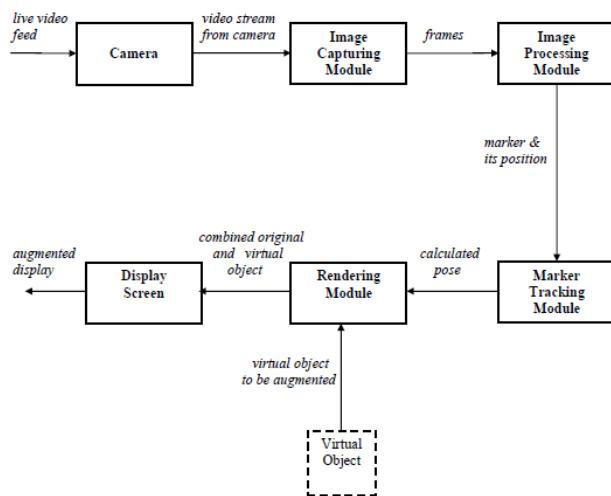 live video
feed
Camera
video stream
from camera
Image
Capturing
Module
frames
Image
Processing
Module
marker &
its position
augmented
display
Display
Screen
combined original
and virtual
object
Rendering
Module
calculated
pose
Marker
Tracking
Module
virtual object
to be augmented
Virtual
Object